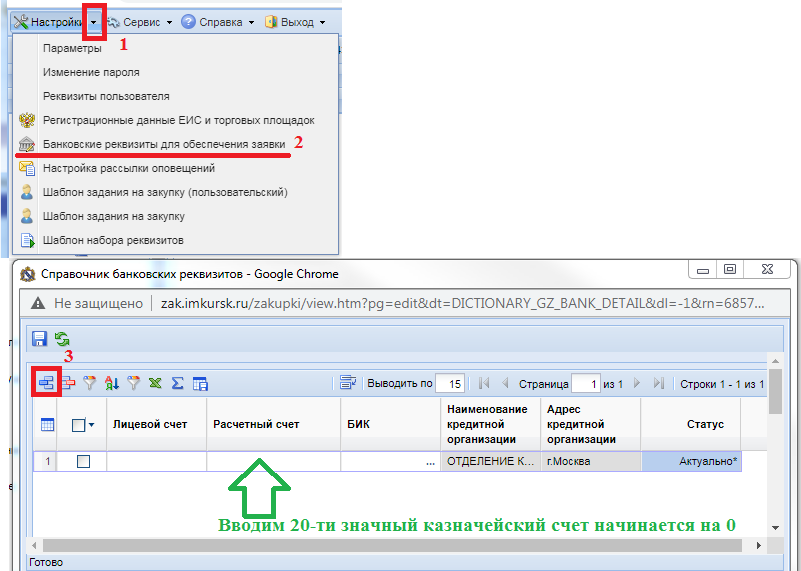 Настройки Сервис Справка Выход
1
Параметры
Изменение пароля
Реквизиты пользователя
Регистрационные данные ЕИС и торговых площадок
Банковские реквизиты для обеспечения заявки 2
Настройка рассылки оповещений
Шаблон задания на закупку (пользовательский)
Шаблон задания на закупку
Шаблон набора реквизитов
Справочник банковских реквизитов - Google Chrome
Не защищено | zak.imkursk.ru/zakupki/view.htm?pg=edit&dt=DICTIONARY_GZ_BANK_DETAIL&dl=-1&rn=6857...
3
Выводить по 15 Страница 1 из 1 Строки 1 - 1 из 1
Лицевой счет Расчетный счет БИК Наименование кредитной организации Адрес кредитной организации Статус
1 ... ОТДЕЛЕНИЕ К... г.Москва Актуально*
Вводим 20-ти значный казначейский счет начинается на 0
Готово